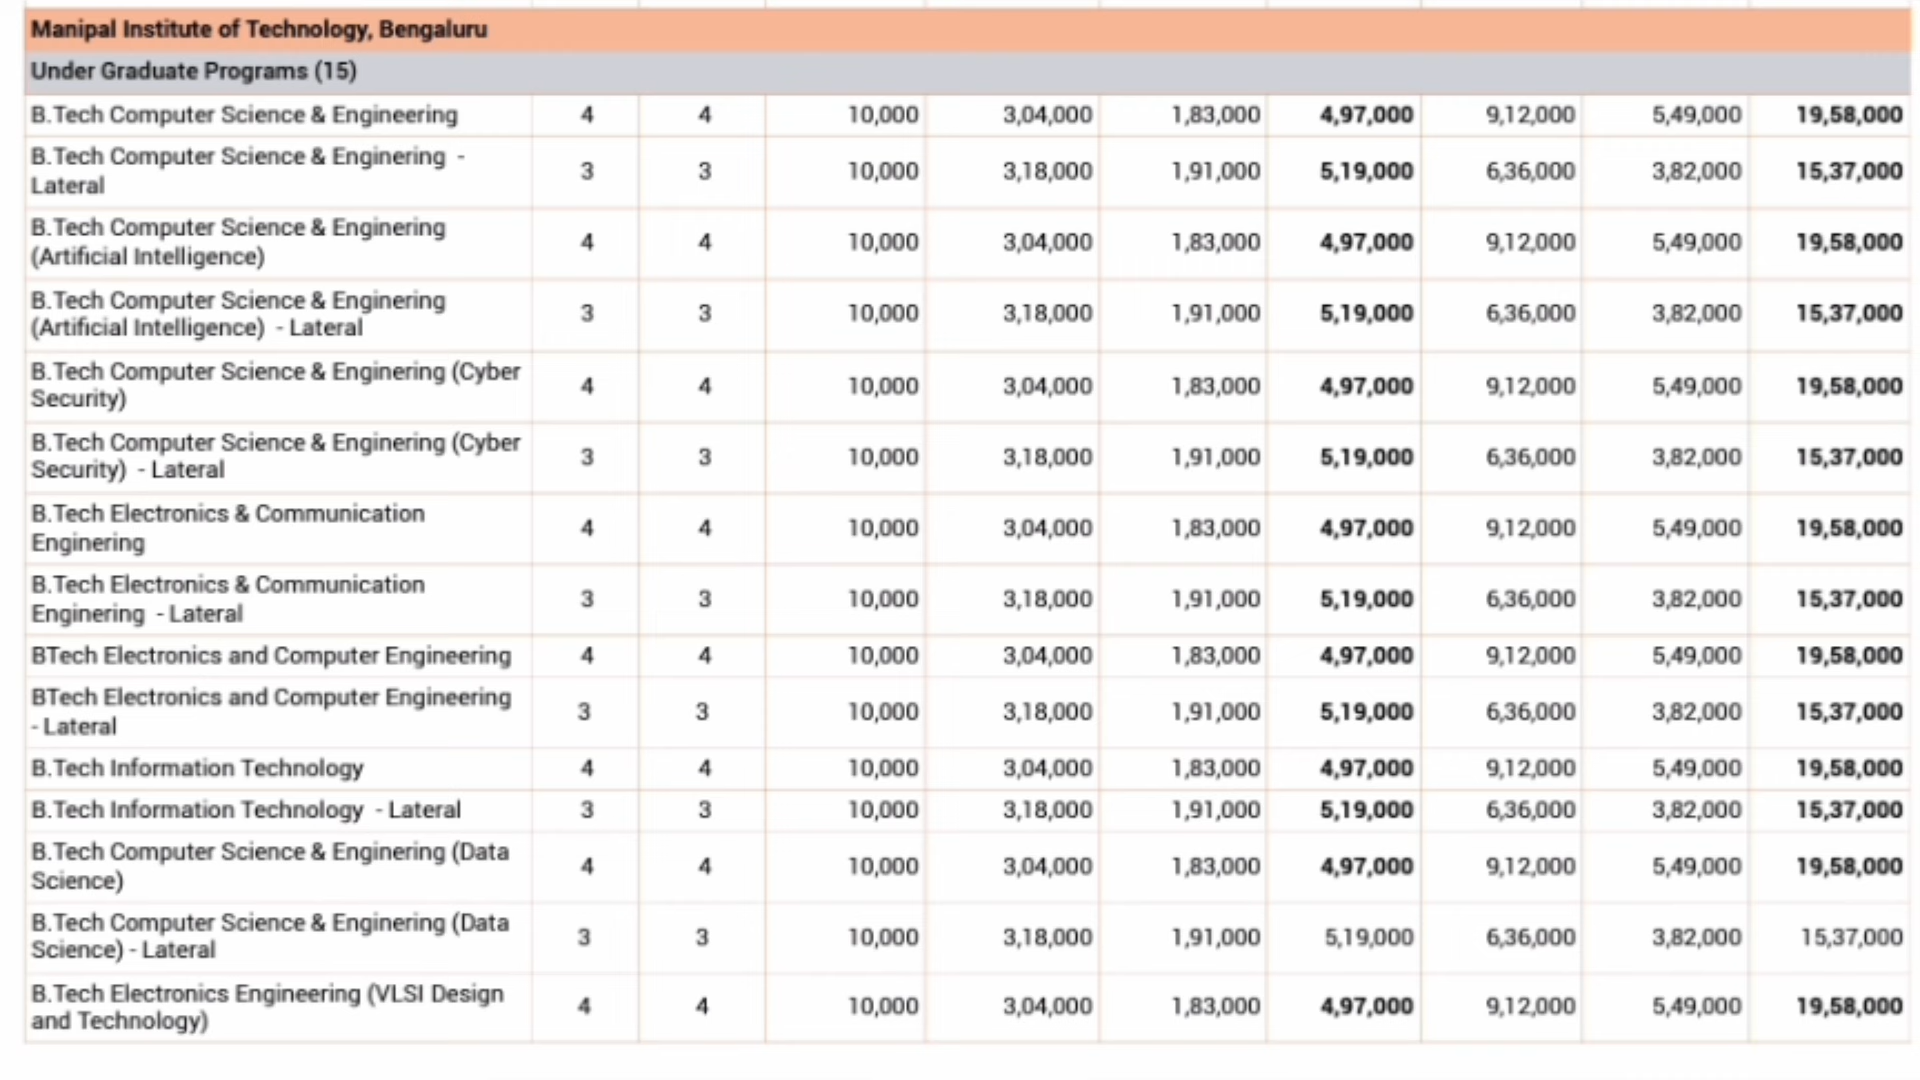 Manipal Institute of Technology, Bengaluru
Under Graduate Programs (15)
B.Tech Computer Science & Engineering 4 4 10,000 3,04,000 1,83,000 4,97,000 9,12,000 5,49,000 19,58,000
B.Tech Computer Science & Enginering -
Lateral 3 3 10,000 3,18,000 1,91,000 5,19,000 6,36,000 3,82,000 15,37,000
B.Tech Computer Science & Enginering
(Artificial Intelligence) 4 4 10,000 3,04,000 1,83,000 4,97,000 9,12,000 5,49,000 19,58,000
B.Tech Computer Science & Enginering
(Artificial Intelligence) - Lateral 3 3 10,000 3,18,000 1,91,000 5,19,000 6,36,000 3,82,000 15,37,000
B.Tech Computer Science & Enginering (Cyber
Security) 4 4 10,000 3,04,000 1,83,000 4,97,000 9,12,000 5,49,000 19,58,000
B.Tech Computer Science & Enginering (Cyber
Security) - Lateral 3 3 10,000 3,18,000 1,91,000 5,19,000 6,36,000 3,82,000 15,37,000
B.Tech Electronics & Communication
Enginering 4 4 10,000 3,04,000 1,83,000 4,97,000 9,12,000 5,49,000 19,58,000
B.Tech Electronics & Communication
Enginering - Lateral 3 3 10,000 3,18,000 1,91,000 5,19,000 6,36,000 3,82,000 15,37,000
BTech Electronics and Computer Engineering 4 4 10,000 3,04,000 1,83,000 4,97,000 9,12,000 5,49,000 19,58,000
BTech Electronics and Computer Engineering
- Lateral 3 3 10,000 3,18,000 1,91,000 5,19,000 6,36,000 3,82,000 15,37,000
B.Tech Information Technology 4 4 10,000 3,04,000 1,83,000 4,97,000 9,12,000 5,49,000 19,58,000
B.Tech Information Technology - Lateral 3 3 10,000 3,18,000 1,91,000 5,19,000 6,36,000 3,82,000 15,37,000
B.Tech Computer Science & Enginering (Data
Science) 4 4 10,000 3,04,000 1,83,000 4,97,000 9,12,000 5,49,000 19,58,000
B.Tech Computer Science & Enginering (Data
Science) - Lateral 3 3 10,000 3,18,000 1,91,000 5,19,000 6,36,000 3,82,000 15,37,000
B.Tech Electronics Engineering (VLSI Design
and Technology) 4 4 10,000 3,04,000 1,83,000 4,97,000 9,12,000 5,49,000 19,58,000